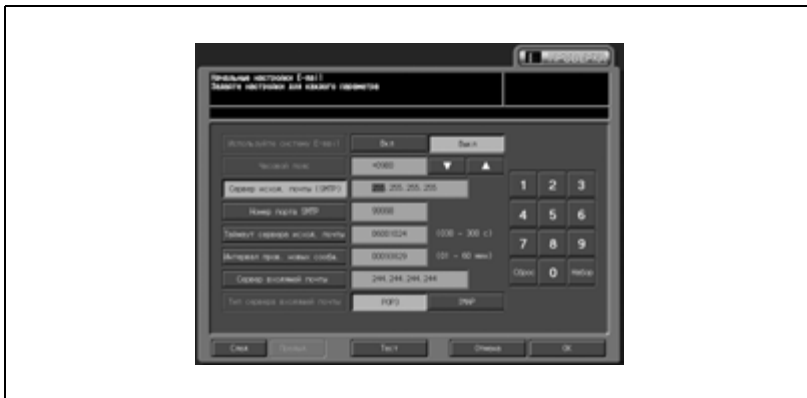 Начальные настройки E-mail
Задайте настройки для каждого параметра
Используйте систему E-mail Вкл Выкл
Часовой пояс +0900
Сервер исход. почты (SMTP) 255. 255. 255. 255
Номер порта SMTP
Таймаут сервера исход. почты (030 - 300 с)
Интервал пров. новых сообщ. (01 - 60 мин)
Сервер входящей почты 244. 244. 244. 244
Тип сервера входящей почты POP3 IMAP
1 2 3
4 5 6
7 8 9
Сброс 0 Набор
След Тест Отмена OK